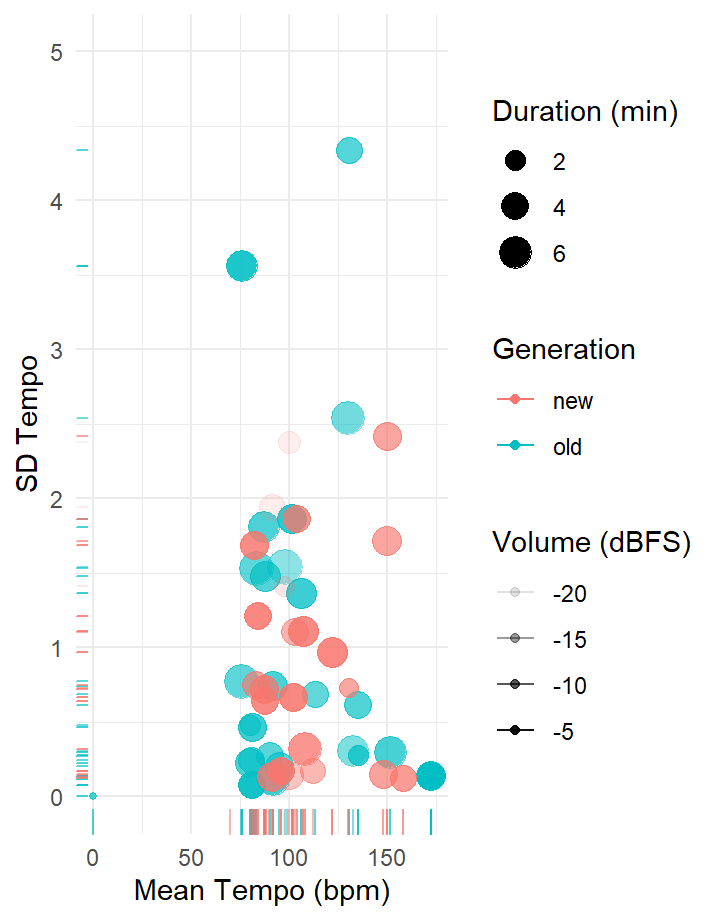 5
4
3
2
1
0
SD Tempo
0 50 100 150
Mean Tempo (bpm)
Duration (min)
2
4
6
Generation
new
old
Volume (dBFS)
-20
-15
-10
-5